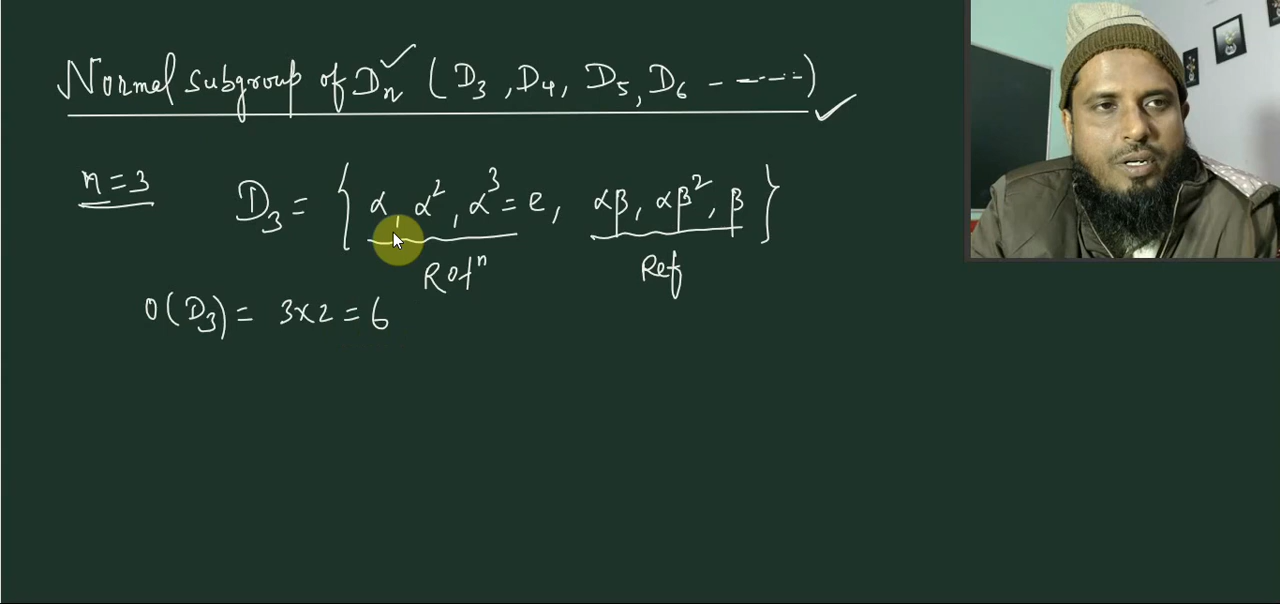 Normal subgroup of Dₙ ✓ (D₃, D₄, D₅, D₆ - - - - -) ✓
n = 3 D₃ = { α, α², α³ = e, αβ, αβ², β }
Rotⁿ Ref
O(D₃) = 3×2 = 6